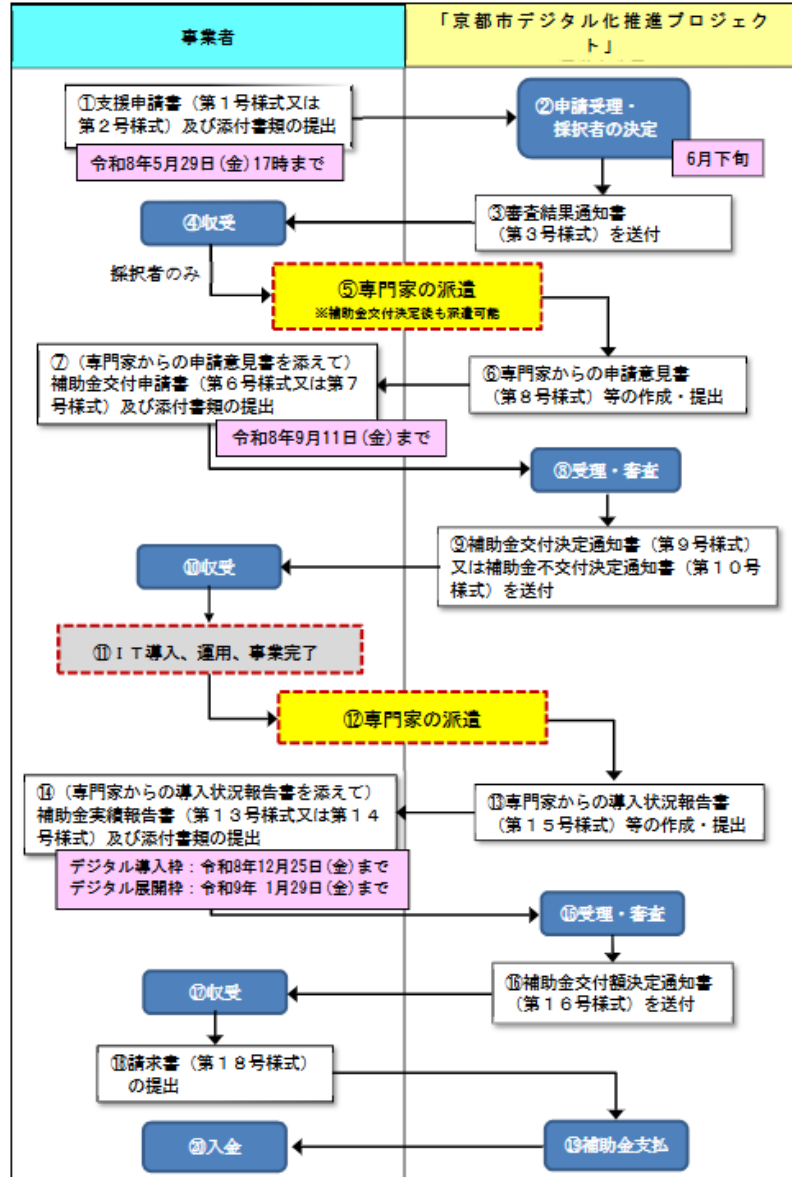 事業者
「京都市デジタル化推進プロジェク
ト」
①支援申請書（第１号様式又は
第２号様式）及び添付書類の提出
令和8年5月29日(金)17時まで
②申請受理・
採択者の決定
6月下旬
③審査結果通知書
（第３号様式）を送付
④収受
採択者のみ
⑤専門家の派遣
※補助金交付決定後も派遣可能
⑥専門家からの申請意見書
（第８号様式）等の作成・提出
⑦（専門家からの申請意見書を添えて）
補助金交付申請書（第６号様式又は第７
号様式）及び添付書類の提出
令和8年9月11日(金)まで
⑧受理・審査
⑨補助金交付決定通知書（第９号様式）
又は補助金不交付決定通知書（第１０号
様式）を送付
⑩収受
⑪ＩＴ導入、運用、事業完了
⑫専門家の派遣
⑬専門家からの導入状況報告書
（第１５号様式）等の作成・提出
⑭（専門家からの導入状況報告書を添えて）
補助金実績報告書（第１３号様式又は第１４
号様式）及び添付書類の提出
デジタル導入枠：令和8年12月25日(金)まで
デジタル展開枠：令和9年 1月29日(金)まで
⑮受理・審査
⑯補助金交付額決定通知書
（第１６号様式）を送付
⑰収受
⑱請求書（第１８号様式）
の提出
⑲補助金支払
⑳入金